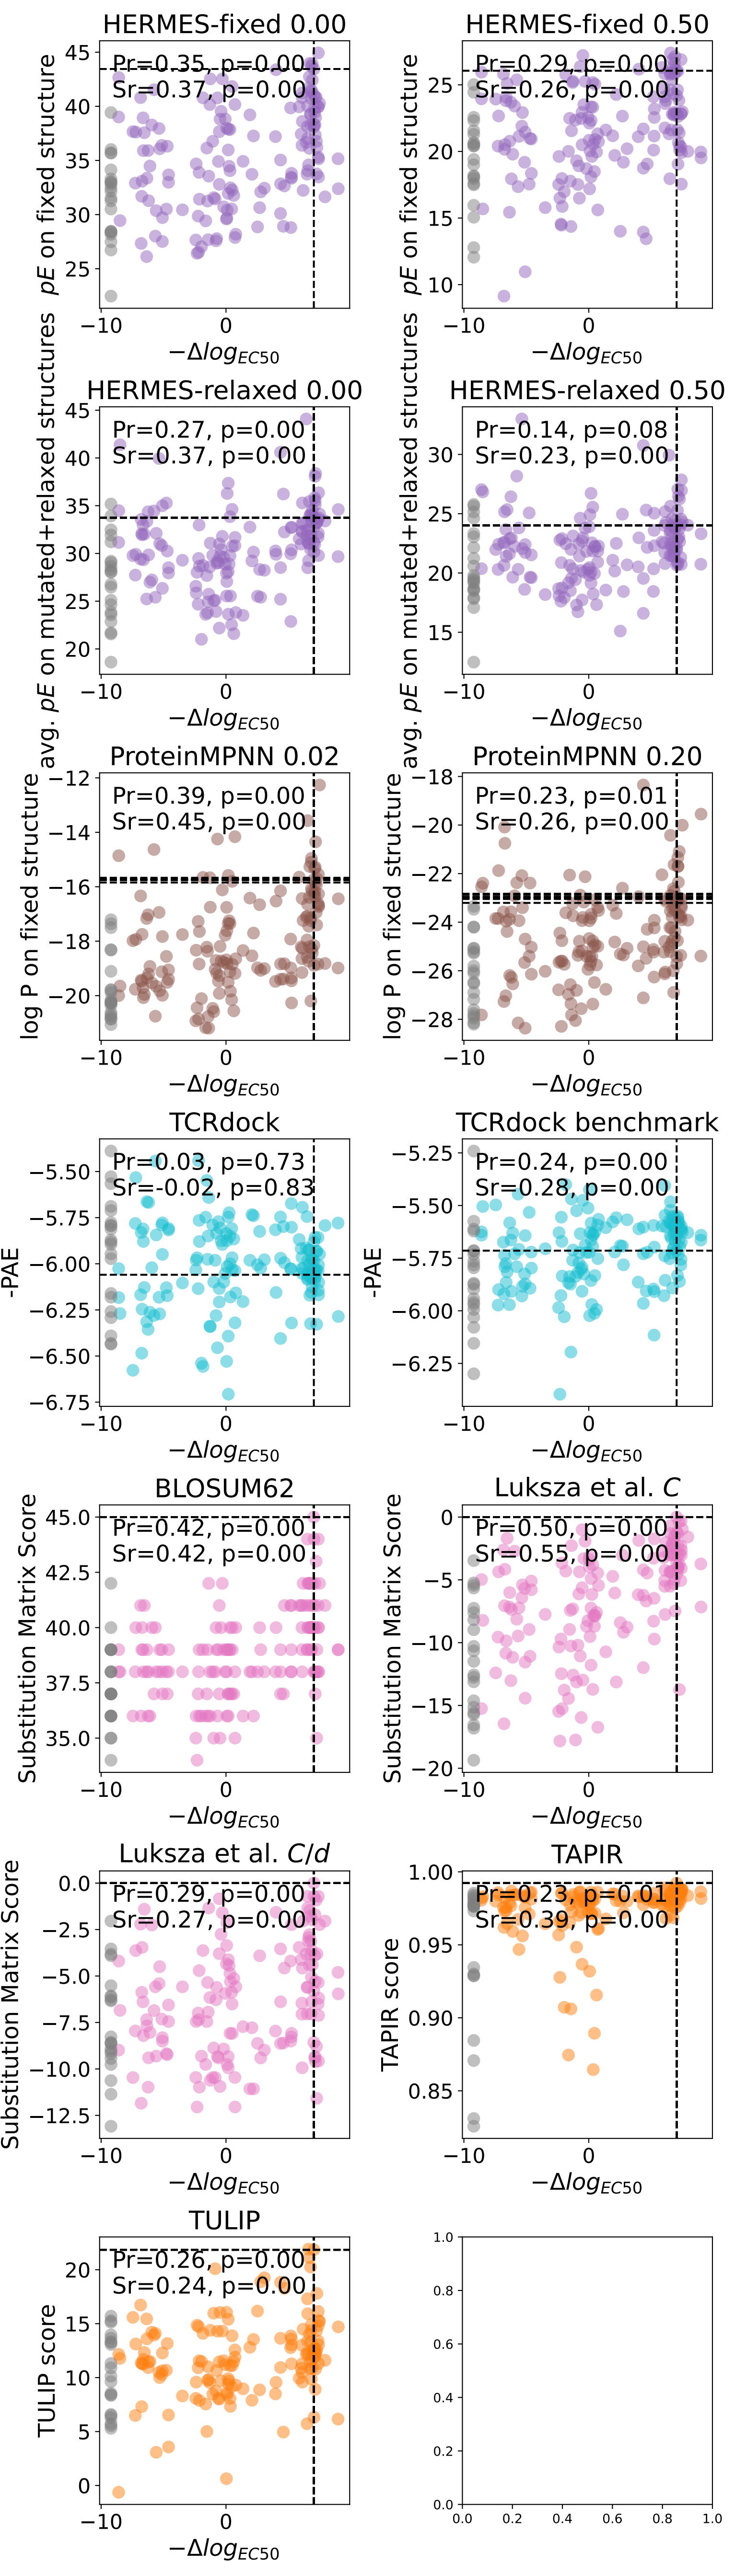 HERMES-fixed 0.00
pE on fixed structure
45
40
35
30
25
Pr=0.35, p=0.00
Sr=0.37, p=0.00
−10
0
−Δlog_EC50
HERMES-fixed 0.50
pE on fixed structure
25
20
15
10
Pr=0.29, p=0.00
Sr=0.26, p=0.00
−10
0
−Δlog_EC50
HERMES-relaxed 0.00
avg. pE on mutated+relaxed structures
45
40
35
30
25
20
Pr=0.27, p=0.00
Sr=0.37, p=0.00
−10
0
−Δlog_EC50
HERMES-relaxed 0.50
avg. pE on mutated+relaxed structures
30
25
20
15
Pr=0.14, p=0.08
Sr=0.23, p=0.00
−10
0
−Δlog_EC50
ProteinMPNN 0.02
log P on fixed structure
−12
−14
−16
−18
−20
Pr=0.39, p=0.00
Sr=0.45, p=0.00
−10
0
−Δlog_EC50
ProteinMPNN 0.20
log P on fixed structure
−18
−20
−22
−24
−26
−28
Pr=0.23, p=0.01
Sr=0.26, p=0.00
−10
0
−Δlog_EC50
TCRdock
-PAE
−5.50
−5.75
−6.00
−6.25
−6.50
−6.75
Pr=0.03, p=0.73
Sr=-0.02, p=0.83
−10
0
−Δlog_EC50
TCRdock benchmark
-PAE
−5.25
−5.50
−5.75
−6.00
−6.25
Pr=0.24, p=0.00
Sr=0.28, p=0.00
−10
0
−Δlog_EC50
BLOSUM62
Substitution Matrix Score
45.0
42.5
40.0
37.5
35.0
Pr=0.42, p=0.00
Sr=0.42, p=0.00
−10
0
−Δlog_EC50
Luksza et al. C
Substitution Matrix Score
0
−5
−10
−15
−20
Pr=0.50, p=0.00
Sr=0.55, p=0.00
−10
0
−Δlog_EC50
Luksza et al. C/d
Substitution Matrix Score
0.0
−2.5
−5.0
−7.5
−10.0
−12.5
Pr=0.29, p=0.00
Sr=0.27, p=0.00
−10
0
−Δlog_EC50
TAPIR
TAPIR score
1.00
0.95
0.90
0.85
Pr=0.23, p=0.01
Sr=0.39, p=0.00
−10
0
−Δlog_EC50
TULIP
TULIP score
20
15
10
5
0
Pr=0.26, p=0.00
Sr=0.24, p=0.00
−10
0
−Δlog_EC50
1.0
0.8
0.6
0.4
0.2
0.0
0.0
0.2
0.4
0.6
0.8
1.0